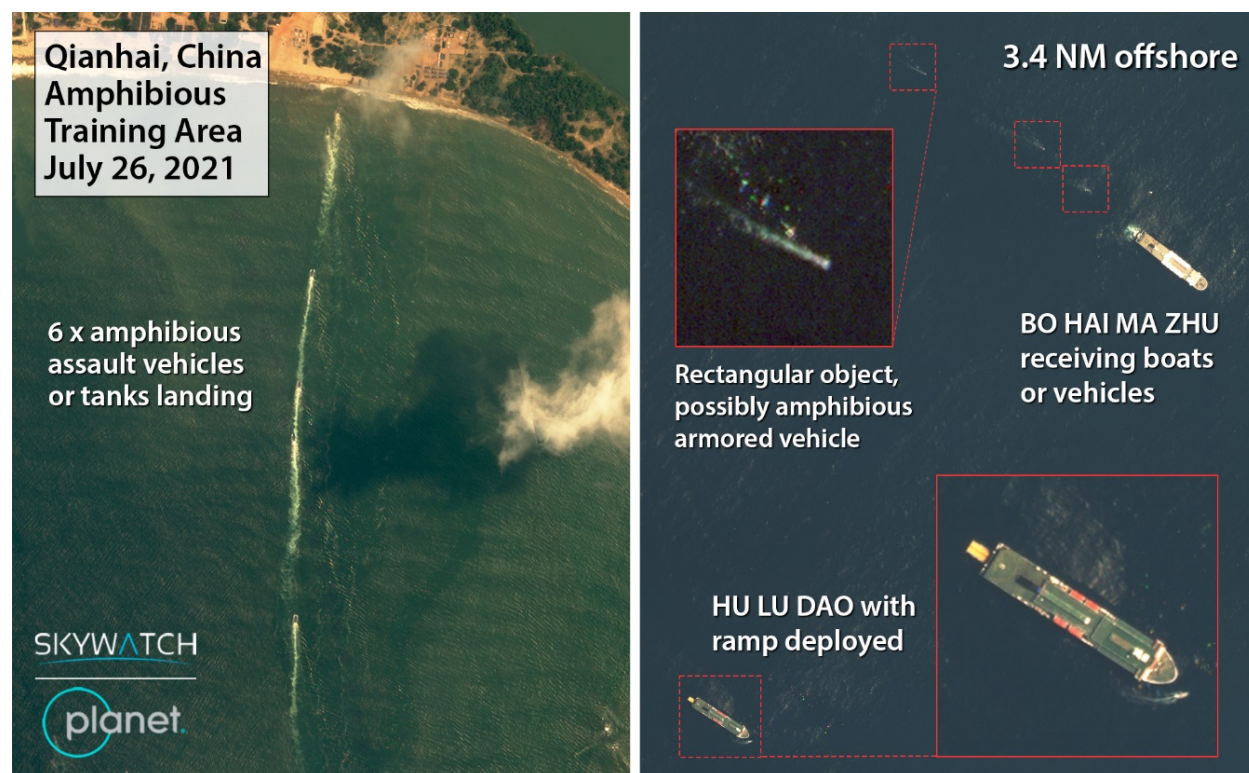 Qianhai, China
Amphibious
Training Area
July 26, 2021
6 x amphibious
assault vehicles
or tanks landing
SKYWATCH
planet.
3.4 NM offshore
Rectangular object,
possibly amphibious
armored vehicle
BO HAI MA ZHU
receiving boats
or vehicles
HU LU DAO with
ramp deployed